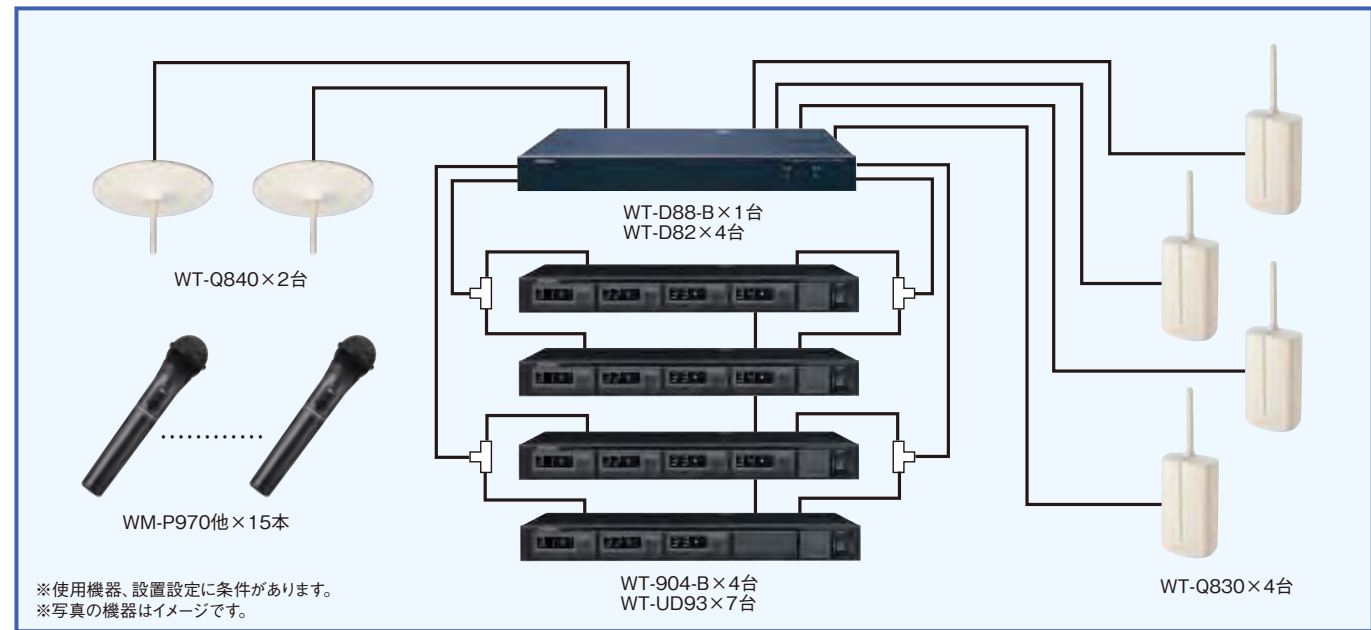 WT-D88-B×1台
WT-D82×4台
WT-Q840×2台
WM-P970他×15本
※使用機器、設置設定に条件があります。
※写真の機器はイメージです。
WT-904-B×4台
WT-UD93×7台
WT-Q830×4台